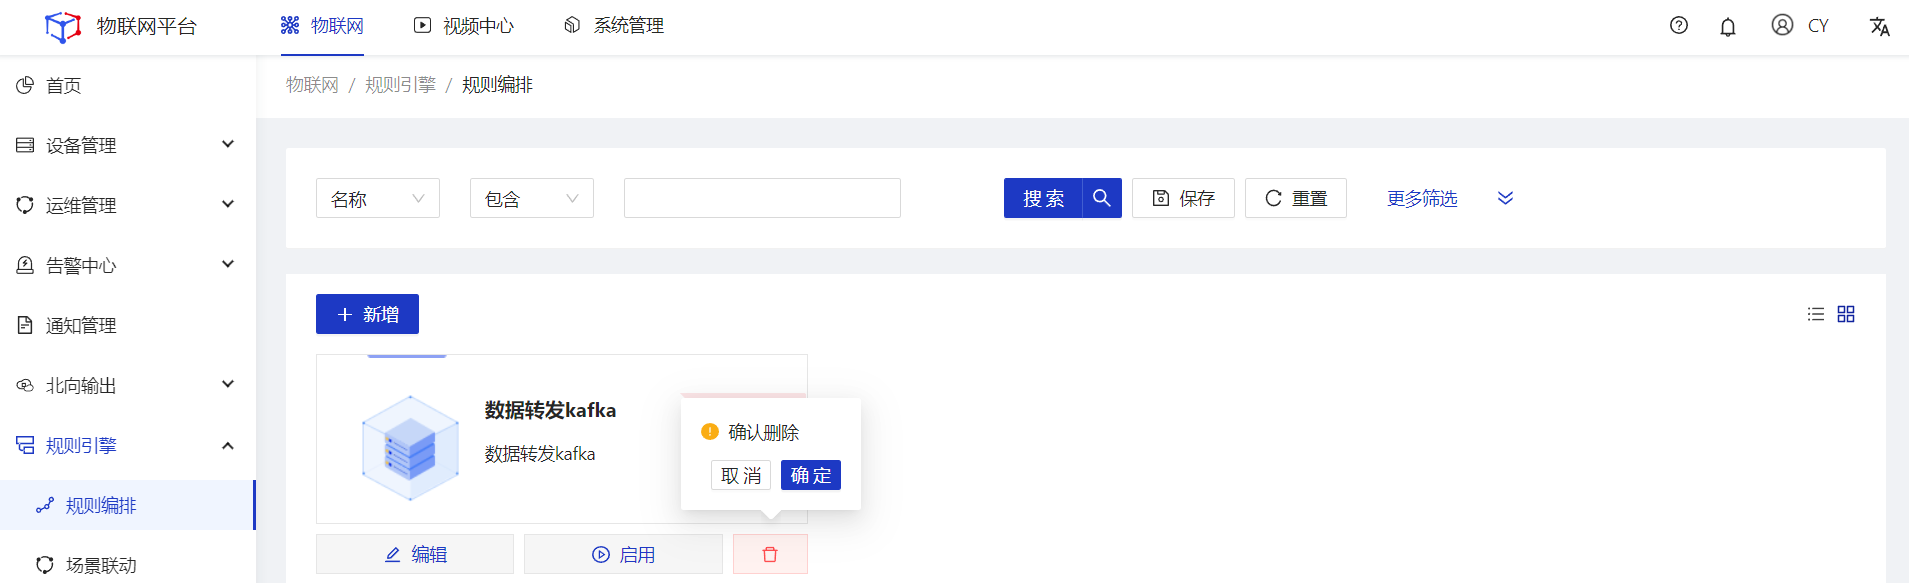 物联网平台
物联网
视频中心
系统管理
CY
首页
设备管理
运维管理
告警中心
通知管理
北向输出
规则引擎
规则编排
场景联动
物联网 / 规则引擎 / 规则编排
名称
包含
搜 索
保存
重置
更多筛选
新增
数据转发kafka
数据转发kafka
确认删除
取 消
确 定
编辑
启用